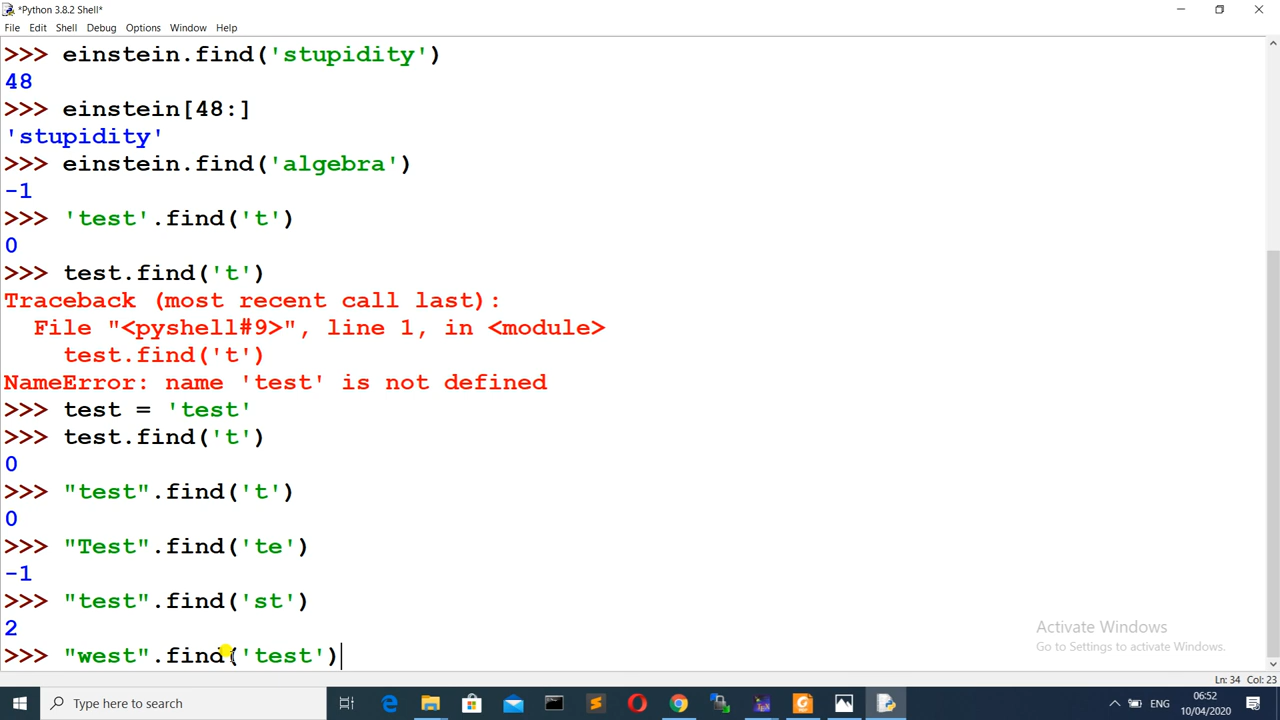 *Python 3.8.2 Shell*
File Edit Shell Debug Options Window Help
>>> einstein.find('stupidity')
48
>>> einstein[48:]
'stupidity'
>>> einstein.find('algebra')
-1
>>> 'test'.find('t')
0
>>> test.find('t')
Traceback (most recent call last):
  File "<pyshell#9>", line 1, in <module>
    test.find('t')
NameError: name 'test' is not defined
>>> test = 'test'
>>> test.find('t')
0
>>> "test".find('t')
0
>>> "Test".find('te')
-1
>>> "test".find('st')
2
>>> "west".find('test')
Activate Windows
Go to Settings to activate Windows.
Ln: 34 Col: 23
Type here to search
ENG
06:52
10/04/2020